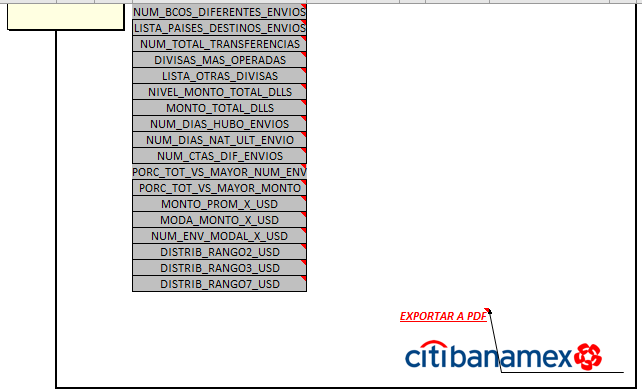 NUM_BCOS_DIFERENTES_ENVIOS
LISTA_PAISES_DESTINOS_ENVIOS
NUM_TOTAL_TRANSFERENCIAS
DIVISAS_MAS_OPERADAS
LISTA_OTRAS_DIVISAS
NIVEL_MONTO_TOTAL_DLLS
MONTO_TOTAL_DLLS
NUM_DIAS_HUBO_ENVIOS
NUM_DIAS_NAT_ULT_ENVIO
NUM_CTAS_DIF_ENVIOS
PORC_TOT_VS_MAYOR_NUM_ENV
PORC_TOT_VS_MAYOR_MONTO
MONTO_PROM_X_USD
MODA_MONTO_X_USD
NUM_ENV_MODAL_X_USD
DISTRIB_RANGO2_USD
DISTRIB_RANGO3_USD
DISTRIB_RANGO7_USD
EXPORTAR A PDF
citibanamex